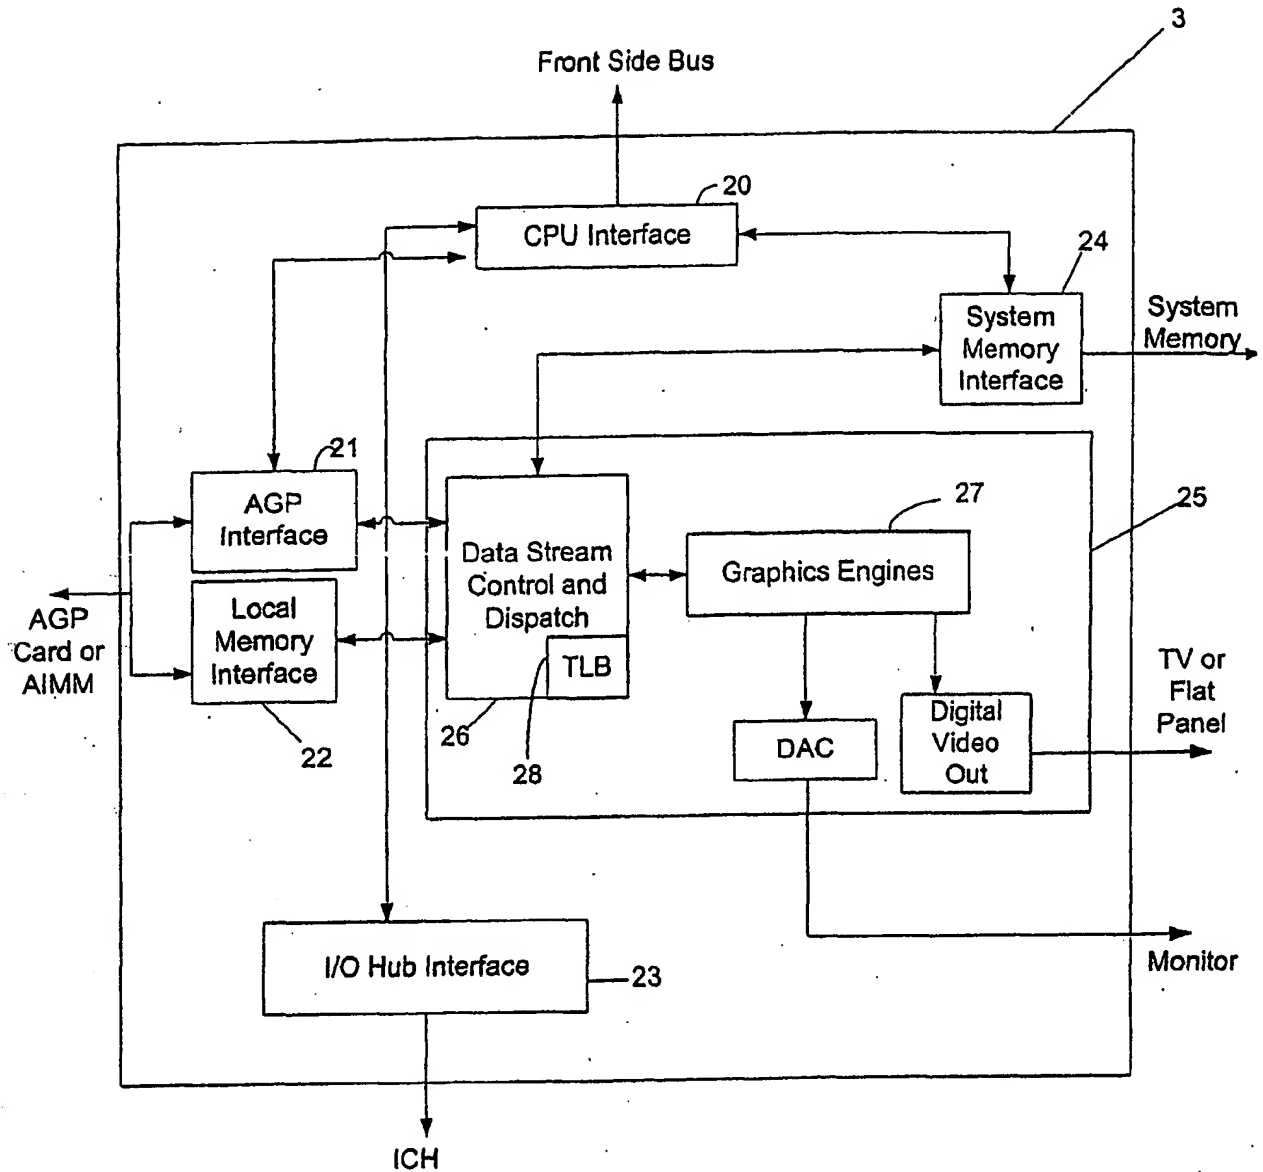 3
Front Side Bus
20
CPU Interface
24
System
Memory
Interface
System
Memory
21
AGP
Interface
27
25
Data Stream
Control and
Dispatch
Graphics Engines
Local
Memory
Interface
AGP
Card or
AIMM
TLB
TV or
Flat
Panel
Digital
Video
Out
26
22
28
DAC
Monitor
I/O Hub Interface
23
ICH